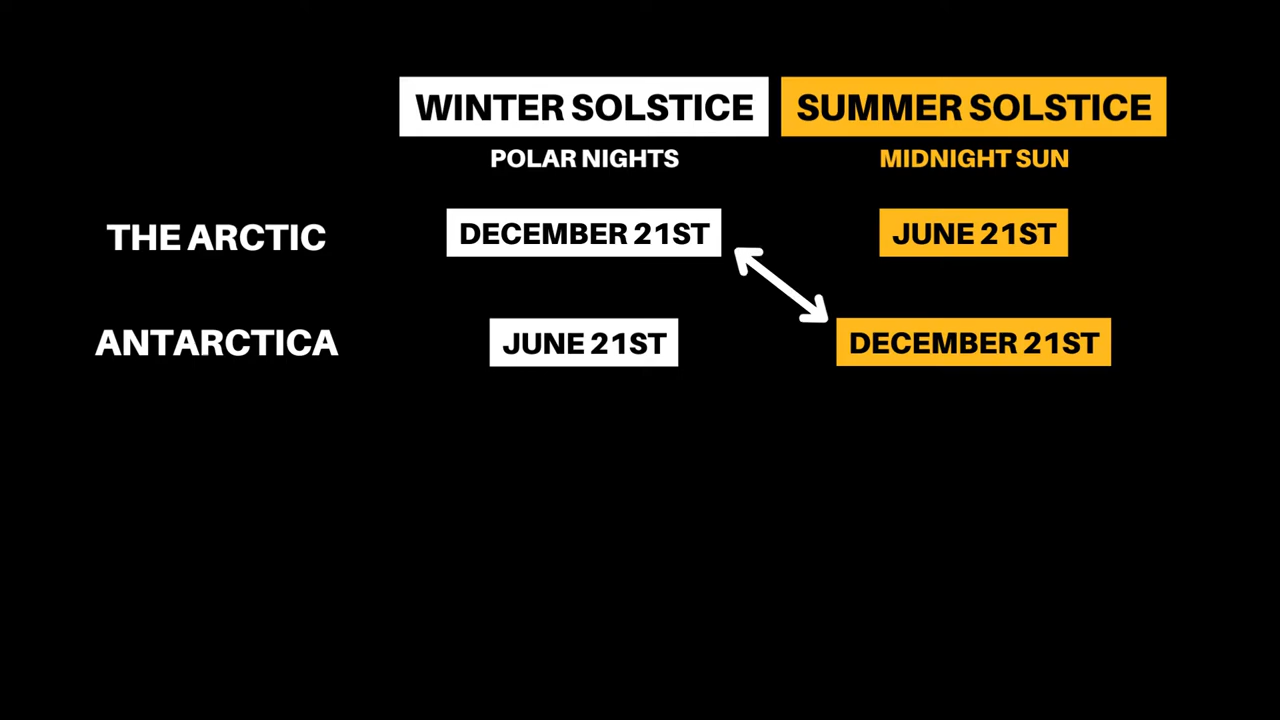 WINTER SOLSTICE SUMMER SOLSTICE
POLAR NIGHTS MIDNIGHT SUN
THE ARCTIC DECEMBER 21ST JUNE 21ST
ANTARCTICA JUNE 21ST DECEMBER 21ST